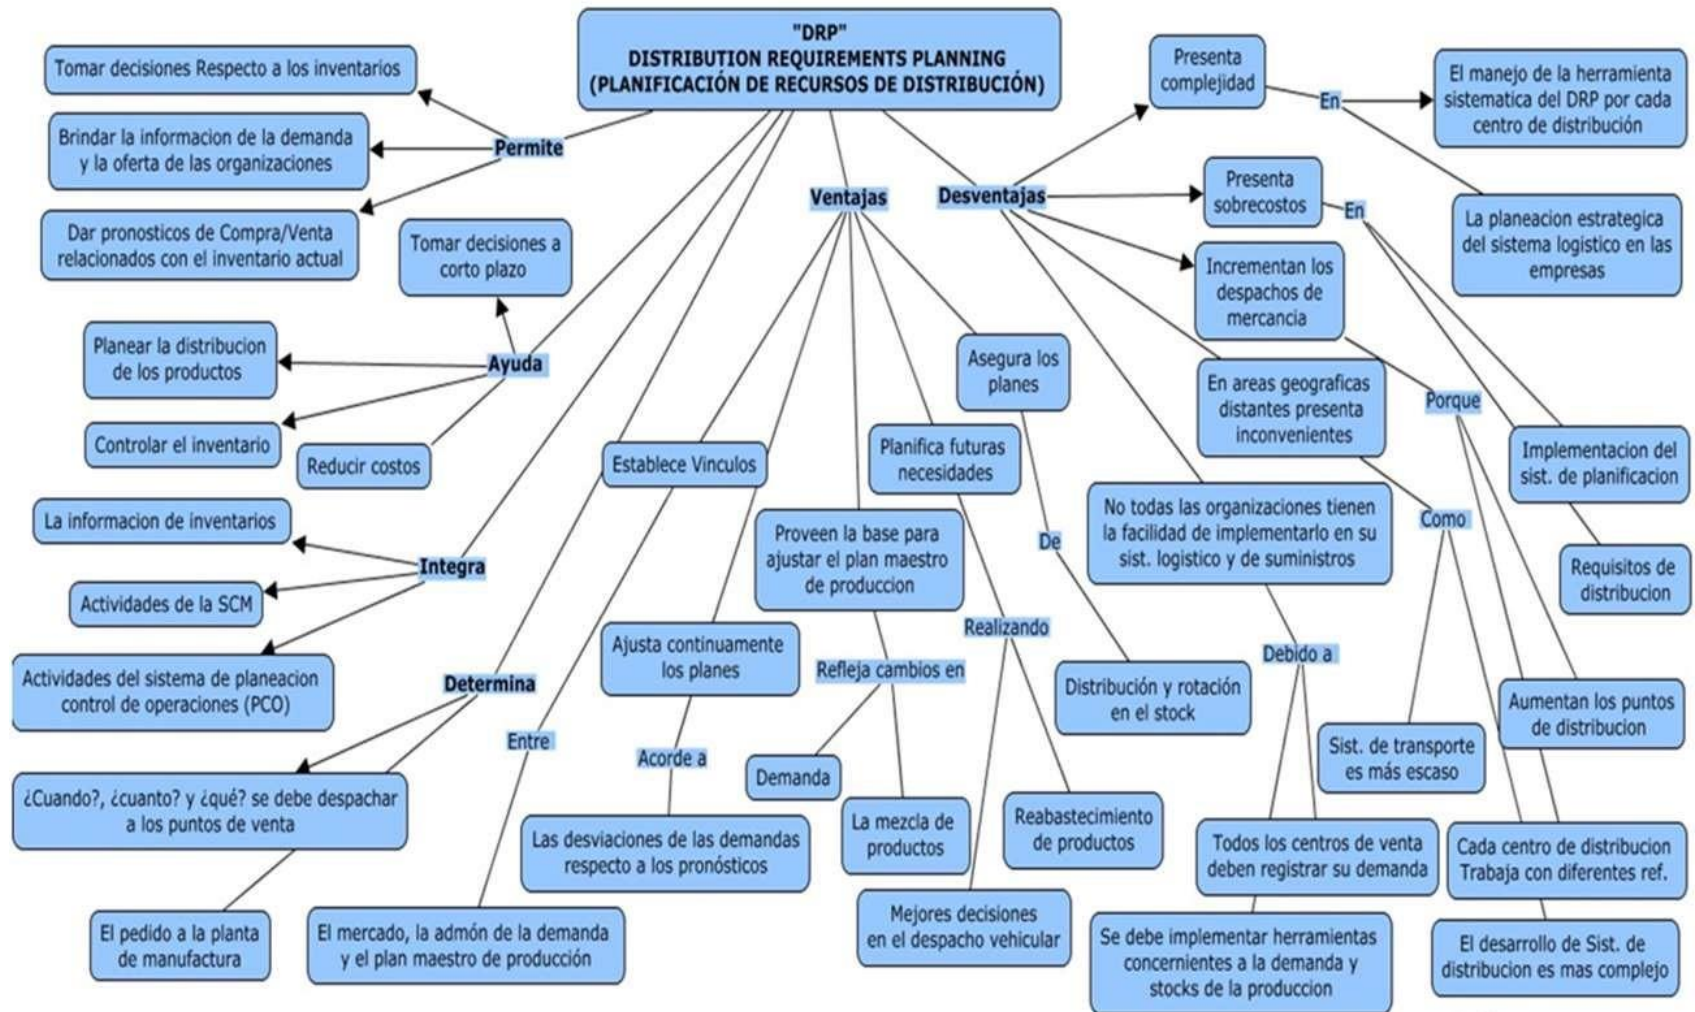 "DRP"
DISTRIBUTION REQUIREMENTS PLANNING
(PLANIFICACIÓN DE RECURSOS DE DISTRIBUCIÓN)
Permite
Tomar decisiones Respecto a los inventarios
Brindar la informacion de la demanda
y la oferta de las organizaciones
Dar pronosticos de Compra/Venta
relacionados con el inventario actual
Ayuda
Tomar decisiones a
corto plazo
Planear la distribucion
de los productos
Controlar el inventario
Reducir costos
Integra
La informacion de inventarios
Actividades de la SCM
Actividades del sistema de planeacion
control de operaciones (PCO)
Determina
¿Cuando?, ¿cuanto? y ¿qué? se debe despachar
a los puntos de venta
El pedido a la planta
de manufactura
Ventajas
Establece Vinculos
Entre
El mercado, la admón de la demanda
y el plan maestro de producción
Ajusta continuamente
los planes
Acorde a
Las desviaciones de las demandas
respecto a los pronósticos
Proveen la base para
ajustar el plan maestro
de produccion
Refleja cambios en
Demanda
La mezcla de
productos
Planifica futuras
necesidades
Realizando
Mejores decisiones
en el despacho vehicular
Reabastecimiento
de productos
Asegura los
planes
De
Distribución y rotación
en el stock
Desventajas
Presenta
complejidad
En
El manejo de la herramienta
sistematica del DRP por cada
centro de distribución
La planeacion estrategica
del sistema logistico en las
empresas
Presenta
sobrecostos
En
Implementacion del
sist. de planificacion
Requisitos de
distribucion
Incrementan los
despachos de
mercancia
Porque
Aumentan los puntos
de distribucion
Cada centro de distribucion
Trabaja con diferentes ref.
En areas geograficas
distantes presenta
inconvenientes
Como
Sist. de transporte
es más escaso
El desarrollo de Sist. de
distribucion es mas complejo
No todas las organizaciones tienen
la facilidad de implementarlo en su
sist. logistico y de suministros
Debido a
Todos los centros de venta
deben registrar su demanda
Se debe implementar herramientas
concernientes a la demanda y
stocks de la produccion